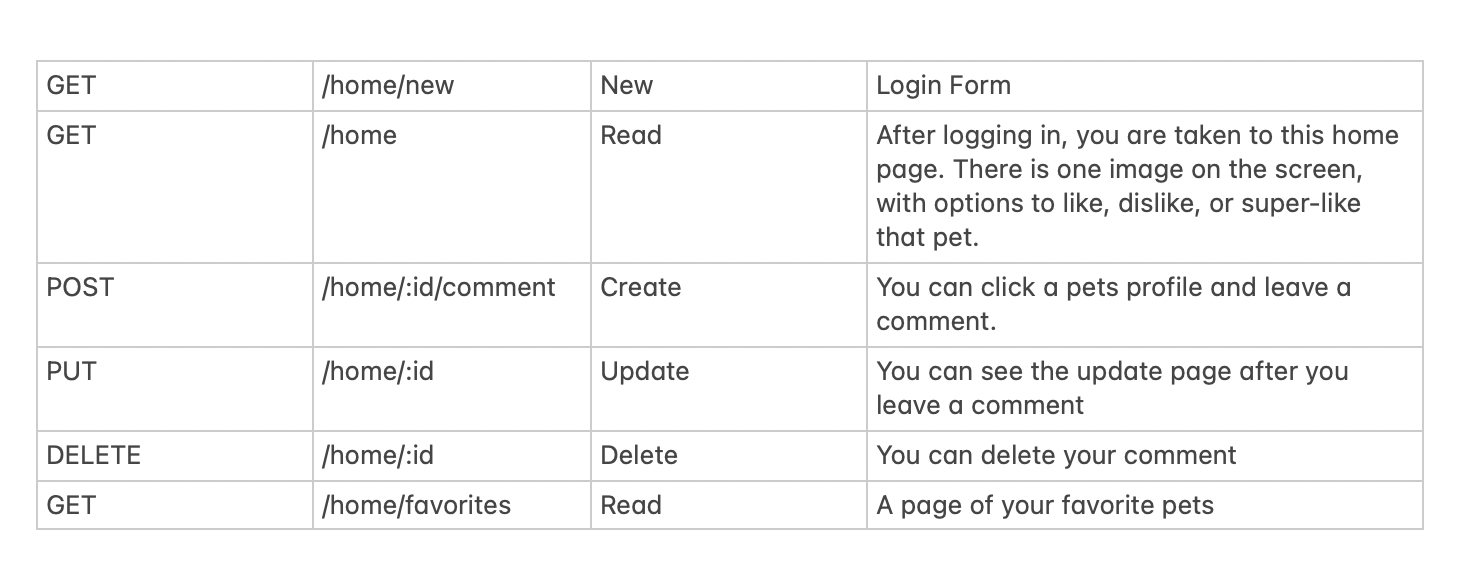 GET /home/new New Login Form
GET /home Read After logging in, you are taken to this home
page. There is one image on the screen,
with options to like, dislike, or super-like
that pet.
POST /home/:id/comment Create You can click a pets profile and leave a
comment.
PUT /home/:id Update You can see the update page after you
leave a comment
DELETE /home/:id Delete You can delete your comment
GET /home/favorites Read A page of your favorite pets